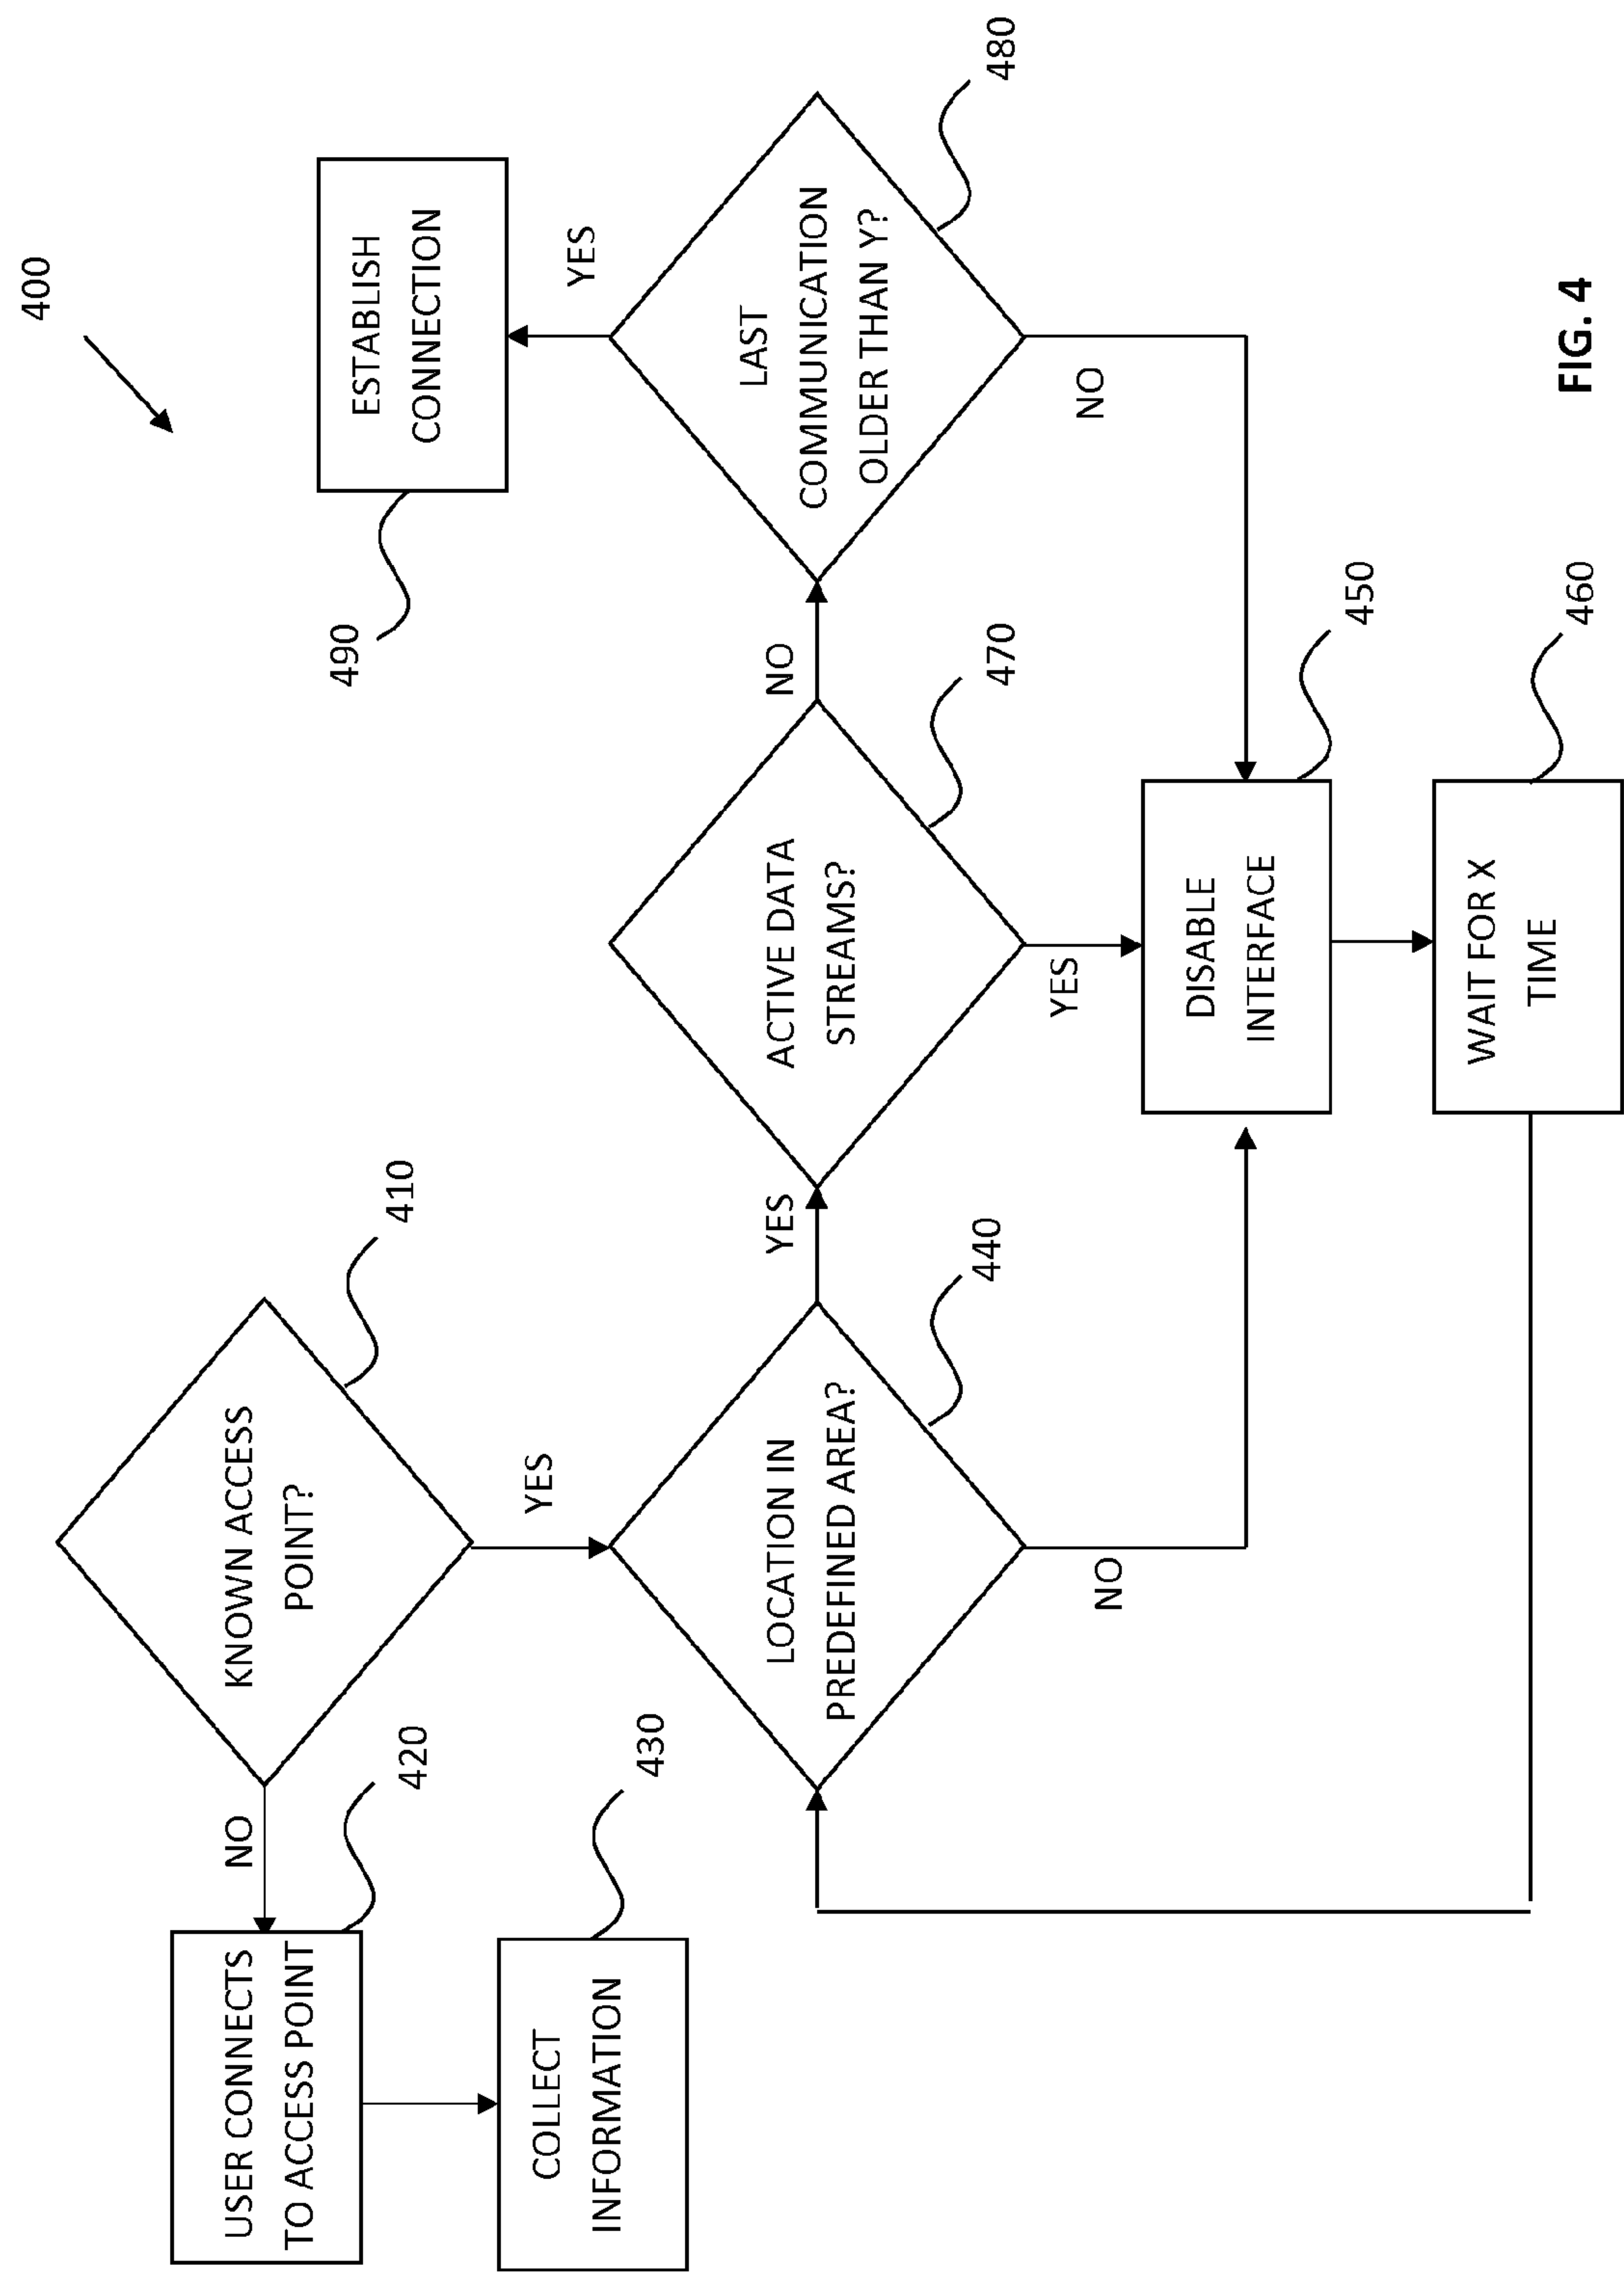 400
KNOWN ACCESS
POINT?
410
NO
YES
USER CONNECTS
TO ACCESS POINT
420
COLLECT
INFORMATION
430
LOCATION IN
PREDEFINED AREA?
440
YES
NO
ACTIVE DATA
STREAMS?
470
NO
YES
LAST
COMMUNICATION
OLDER THAN Y?
480
YES
NO
ESTABLISH
CONNECTION
490
DISABLE
INTERFACE
450
WAIT FOR X
TIME
460
FIG. 4